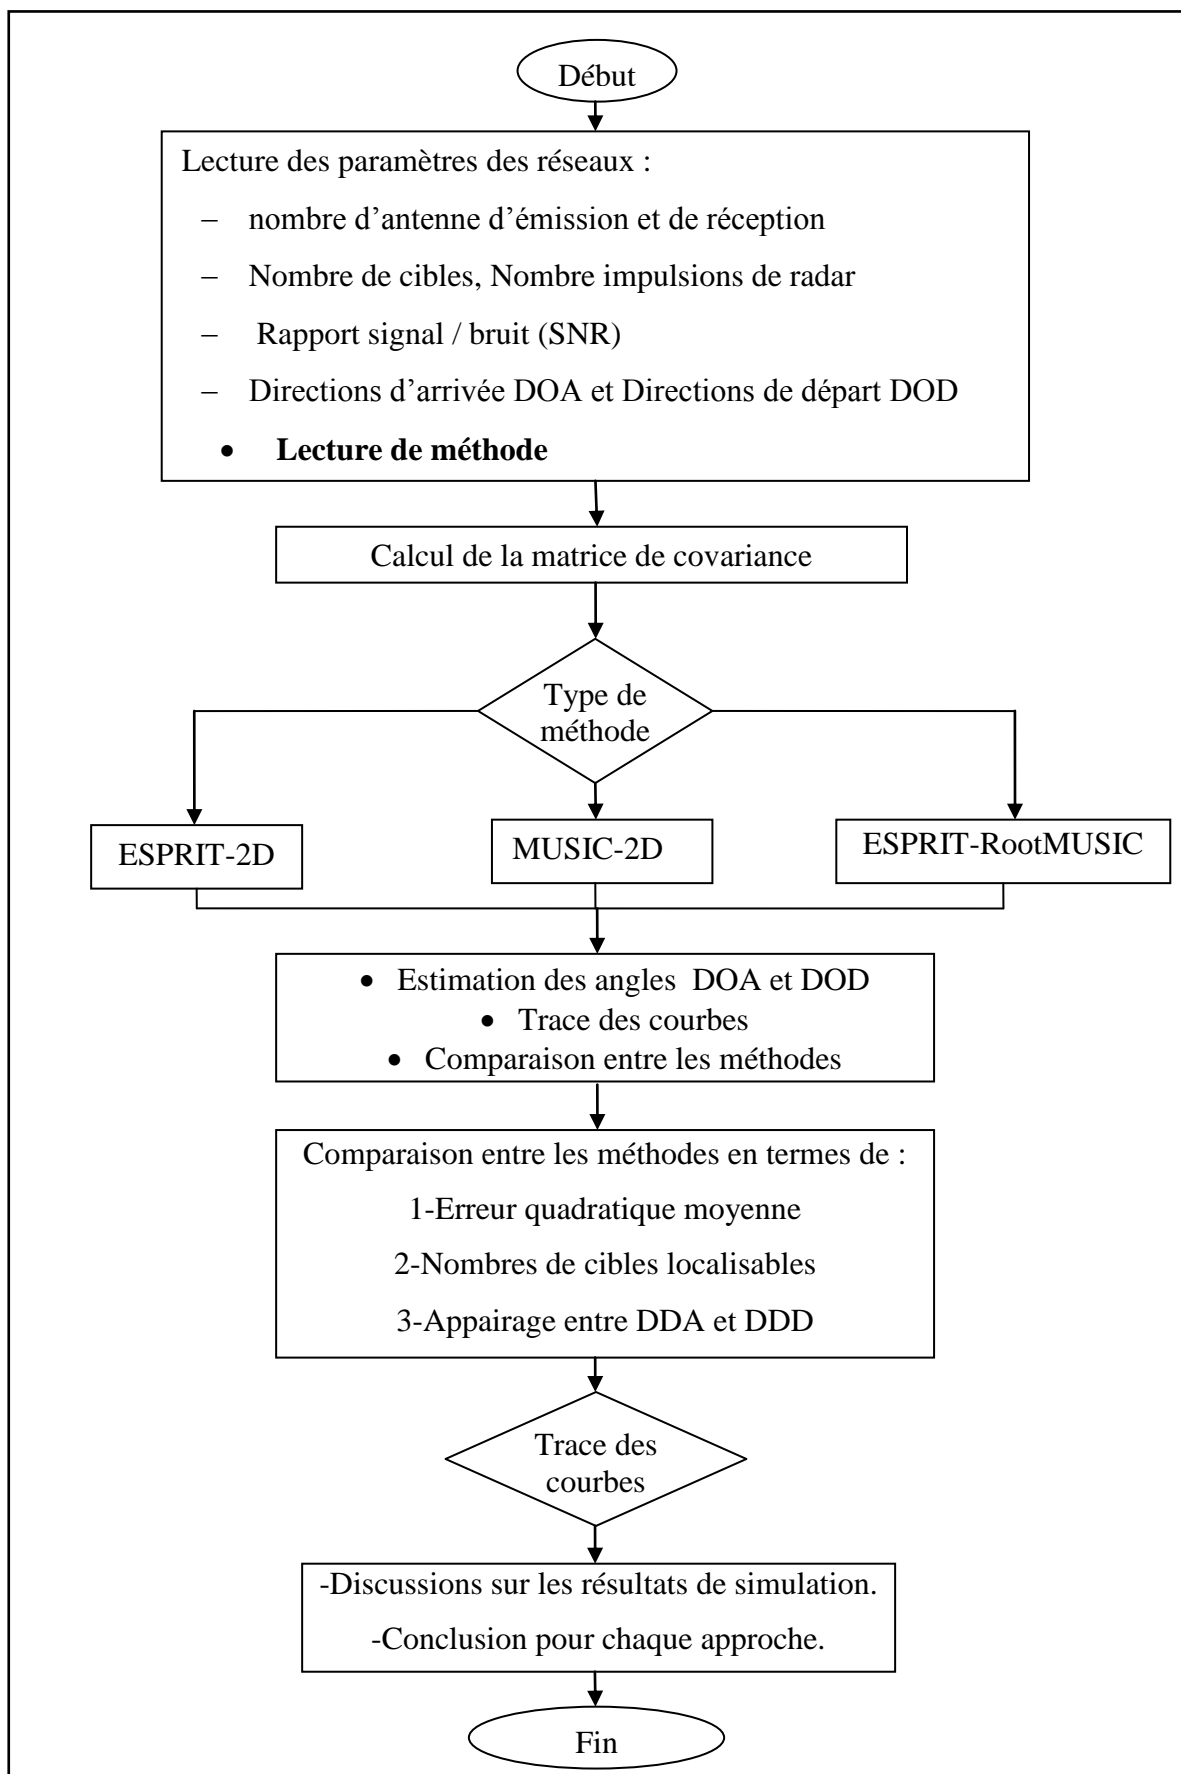 Début
Lecture des paramètres des réseaux :
– nombre d’antenne d’émission et de réception
– Nombre de cibles, Nombre impulsions de radar
– Rapport signal / bruit (SNR)
– Directions d’arrivée DOA et Directions de départ DOD
• Lecture de méthode
Calcul de la matrice de covariance
Type de
méthode
ESPRIT-2D
MUSIC-2D
ESPRIT-RootMUSIC
• Estimation des angles DOA et DOD
• Trace des courbes
• Comparaison entre les méthodes
Comparaison entre les méthodes en termes de :
1-Erreur quadratique moyenne
2-Nombres de cibles localisables
3-Appairage entre DDA et DDD
Trace des
courbes
-Discussions sur les résultats de simulation.
-Conclusion pour chaque approche.
Fin